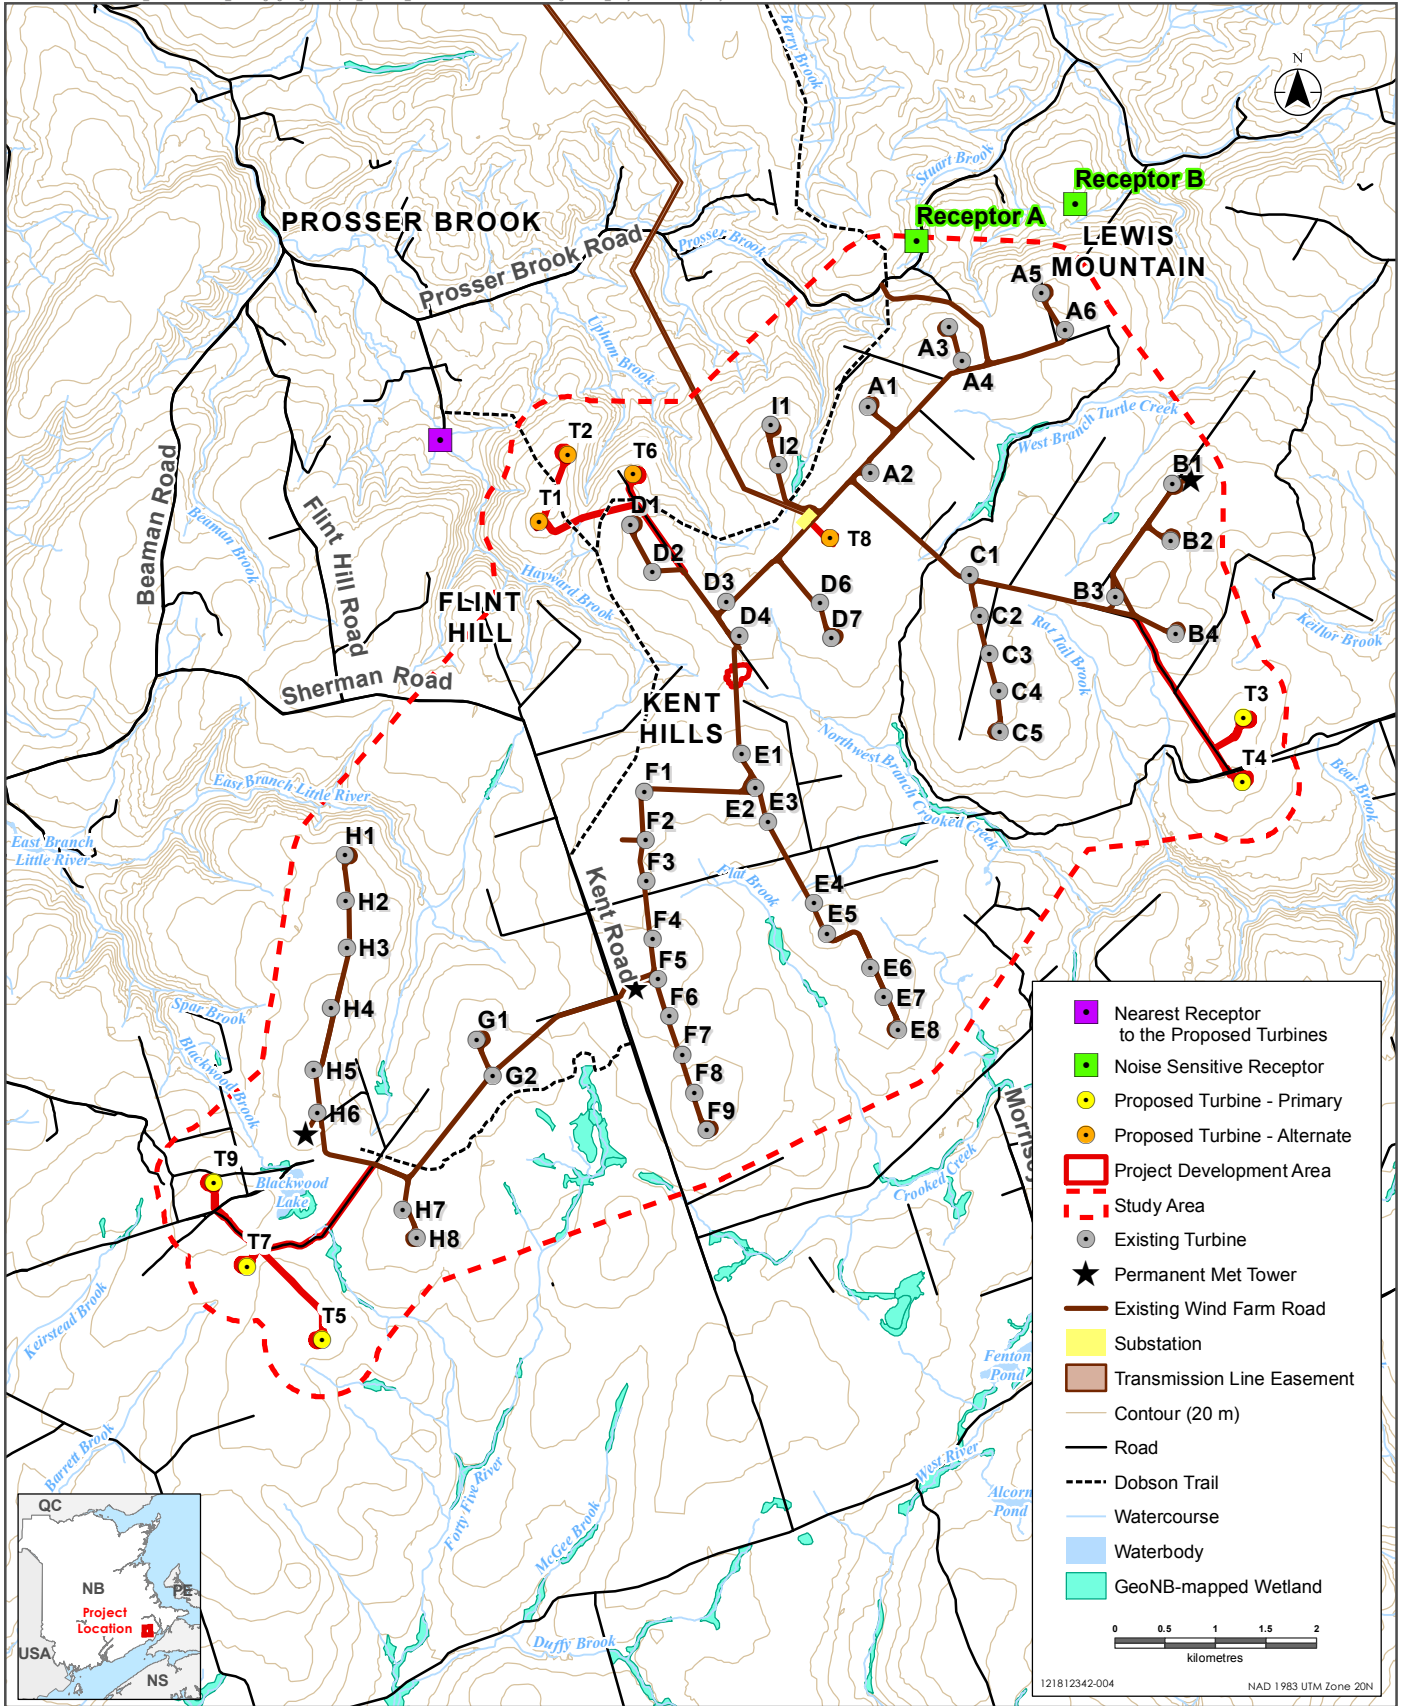 N
Berry Brook
Stuart Brook
Receptor B
Receptor A
PROSSER BROOK
LEWIS
MOUNTAIN
Prosser Brook Road
Prosser Brook
A5
A6
Upham Brook
A3
A4
A1
I1
I2
West Branch Turtle Creek
T2
T6
A2
B1
Beaman Road
Flint Hill Road
Beaman Brook
T1
D1
T8
B2
D2
C1
Hayward Brook
D3
D6
B3
FLINT
HILL
D4
D7
C2
Rat Tail Brook
B4
Keillor Brook
C3
Sherman Road
C4
KENT
HILLS
T3
C5
Northwest Branch Crooked Creek
E1
T4
Bear Brook
East Branch Little River
F1
E2
E3
East Branch
Little River
H1
F2
F3
Flat Brook
H2
E4
Kent Road
F4
E5
H3
F5
E6
Spar Brook
H4
F6
E7
G1
E8
Blackwood Brook
F7
H5
G2
F8
H6
F9
Morris
Crooked Creek
T9
Blackwood
Lake
H7
T7
H8
Keirstead Brook
T5
Fenton
Pond
Barrett Brook
Forty Five River
West River
McGee Brook
Alcorn
Pond
Duffy Brook
Nearest Receptor
to the Proposed Turbines
Noise Sensitive Receptor
Proposed Turbine - Primary
Proposed Turbine - Alternate
Project Development Area
Study Area
Existing Turbine
Permanent Met Tower
Existing Wind Farm Road
Substation
Transmission Line Easement
Contour (20 m)
Road
Dobson Trail
Watercourse
Waterbody
GeoNB-mapped Wetland
0 0.5 1 1.5 2
kilometres
121812342-004
NAD 1983 UTM Zone 20N
QC
NB
PE
Project
Location
USA
NS